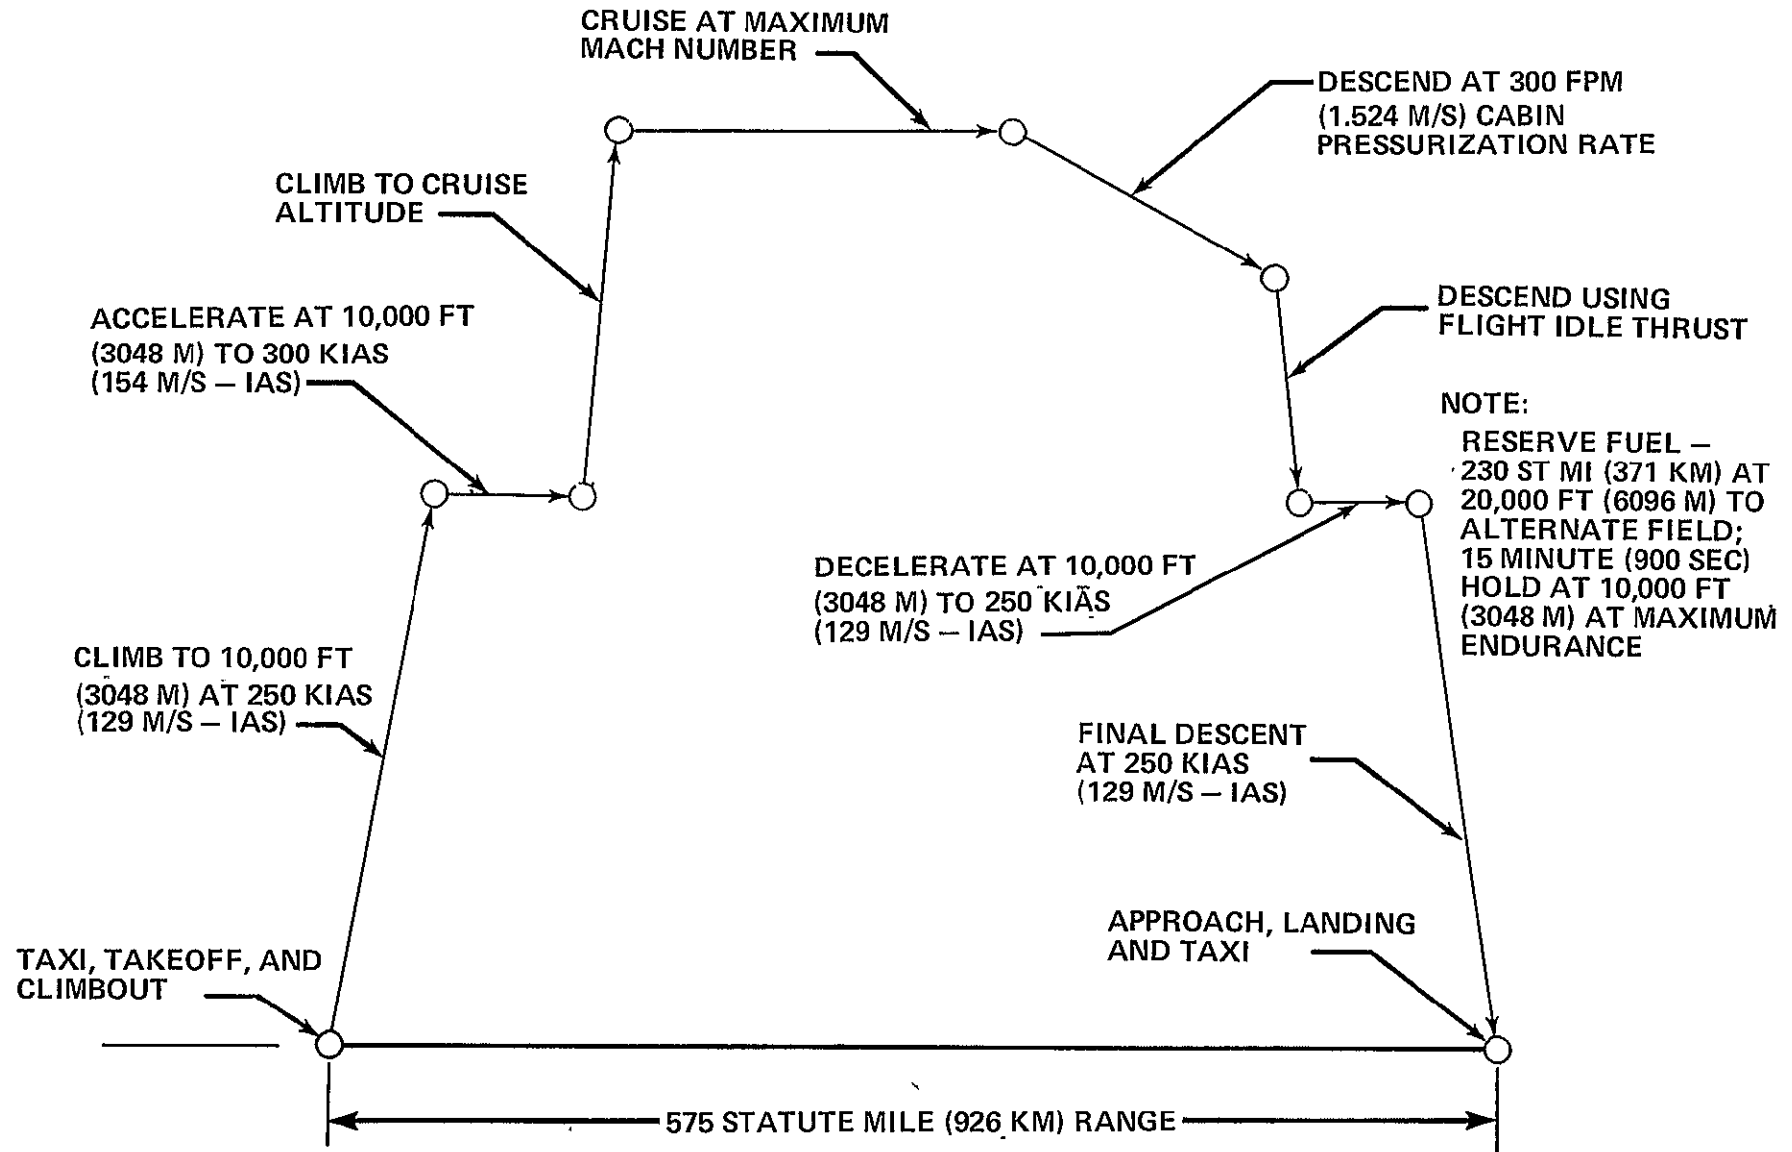 CRUISE AT MAXIMUM
MACH NUMBER
DESCEND AT 300 FPM
(1.524 M/S) CABIN
PRESSURIZATION RATE
CLIMB TO CRUISE
ALTITUDE
ACCELERATE AT 10,000 FT
(3048 M) TO 300 KIAS
(154 M/S – IAS)
DESCEND USING
FLIGHT IDLE THRUST
NOTE:
RESERVE FUEL –
230 ST MI (371 KM) AT
20,000 FT (6096 M) TO
ALTERNATE FIELD;
15 MINUTE (900 SEC)
HOLD AT 10,000 FT
(3048 M) AT MAXIMUM
ENDURANCE
DECELERATE AT 10,000 FT
(3048 M) TO 250 KIAS
(129 M/S – IAS)
CLIMB TO 10,000 FT
(3048 M) AT 250 KIAS
(129 M/S – IAS)
FINAL DESCENT
AT 250 KIAS
(129 M/S – IAS)
APPROACH, LANDING
AND TAXI
TAXI, TAKEOFF, AND
CLIMBOUT
575 STATUTE MILE (926 KM) RANGE